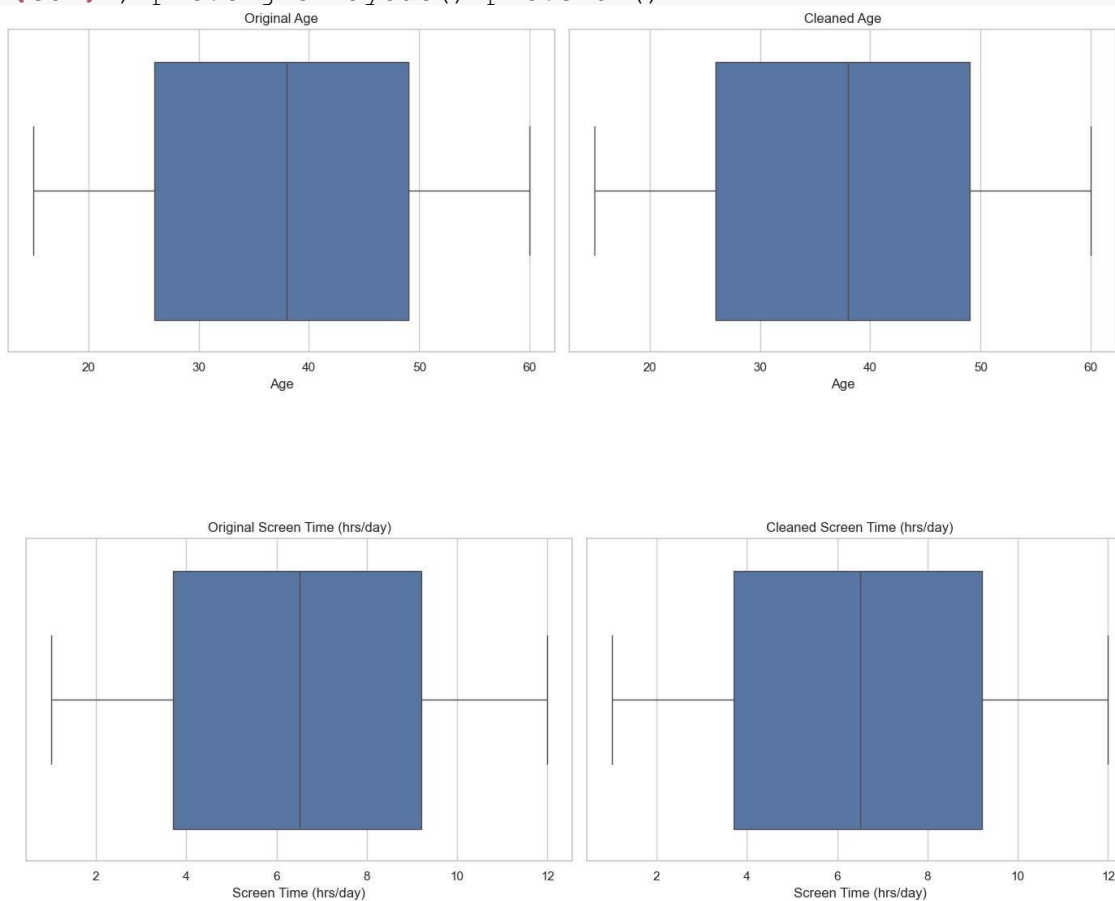 Original Age
Cleaned Age
20 30 40 50 60
20 30 40 50 60
Age
Age
Original Screen Time (hrs/day)
Cleaned Screen Time (hrs/day)
2 4 6 8 10 12
2 4 6 8 10 12
Screen Time (hrs/day)
Screen Time (hrs/day)